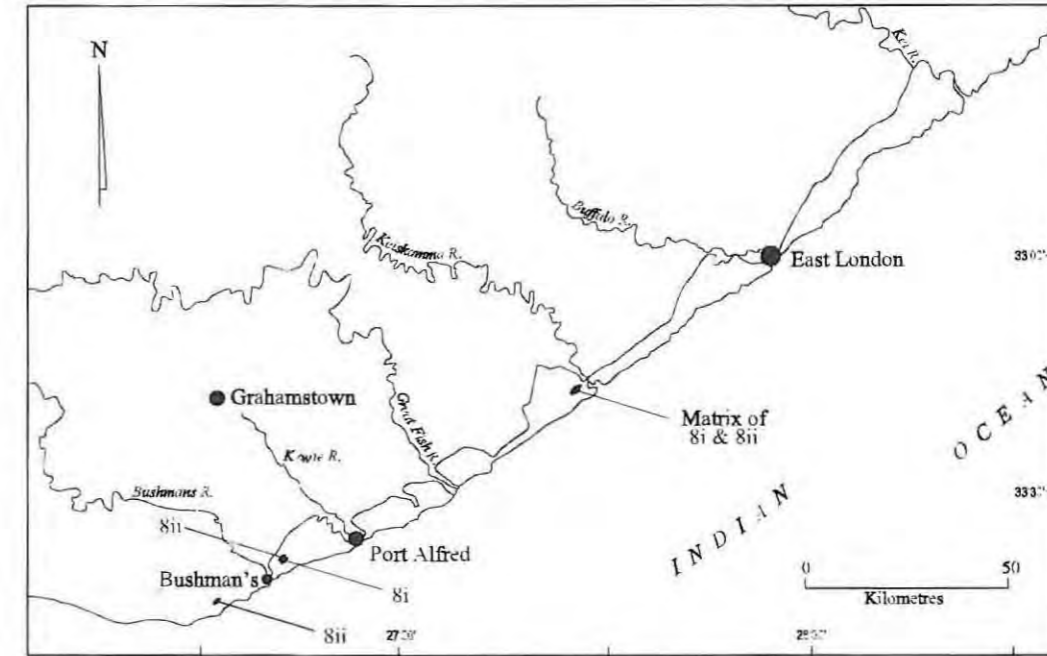 N
Kei R.
Buffalo R.
Keiskamma R.
East London
Grahamstown
Great Fish R.
Matrix of
8i & 8ii
Kowie R.
Bushmans R.
8ii
Port Alfred
Bushman's
8i
8ii
INDIAN OCEAN
0 50
Kilometres